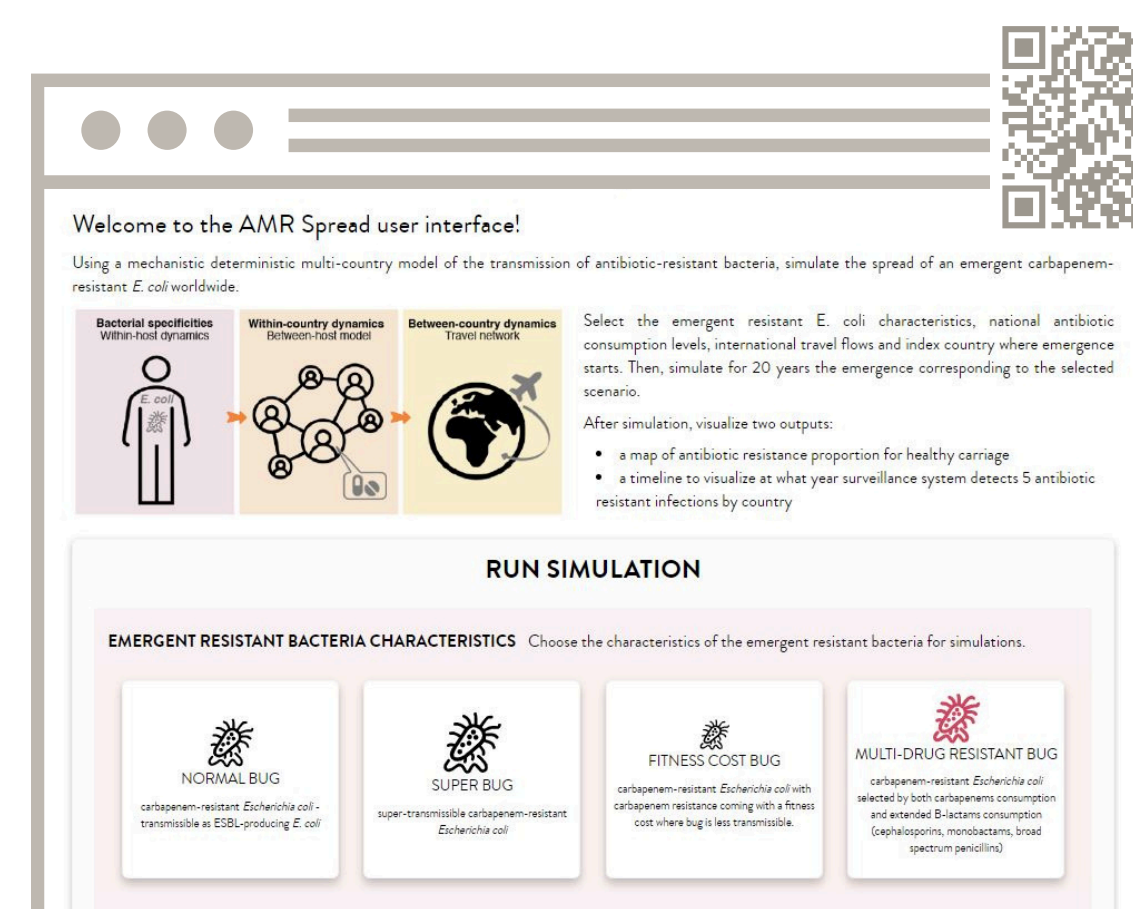 Welcome to the AMR Spread user interface!
Using a mechanistic deterministic multi-country model of the transmission of antibiotic-resistant bacteria, simulate the spread of an emergent carbapenem-
resistant E. coli worldwide.
Bacterial specificities
Within-host dynamics
E. coli
Within-country dynamics
Between-host model
Between-country dynamics
Travel network
Select the emergent resistant E. coli characteristics, national antibiotic
consumption levels, international travel flows and index country where emergence
starts. Then, simulate for 20 years the emergence corresponding to the selected
scenario.
After simulation, visualize two outputs:
• a map of antibiotic resistance proportion for healthy carriage
• a timeline to visualize at what year surveillance system detects 5 antibiotic
resistant infections by country
RUN SIMULATION
EMERGENT RESISTANT BACTERIA CHARACTERISTICS Choose the characteristics of the emergent resistant bacteria for simulations.
NORMAL BUG
carbapenem-resistant Escherichia coli -
transmissible as ESBL-producing E. coli
SUPER BUG
super-transmissible carbapenem-resistant
Escherichia coli
FITNESS COST BUG
carbapenem-resistant Escherichia coli with
carbapenem resistance coming with a fitness
cost where bug is less transmissible.
MULTI-DRUG RESISTANT BUG
carbapenem-resistant Escherichia coli
selected by both carbapenems consumption
and extended B-lactams consumption
(cephalosporins, monobactams, broad
spectrum penicillins)